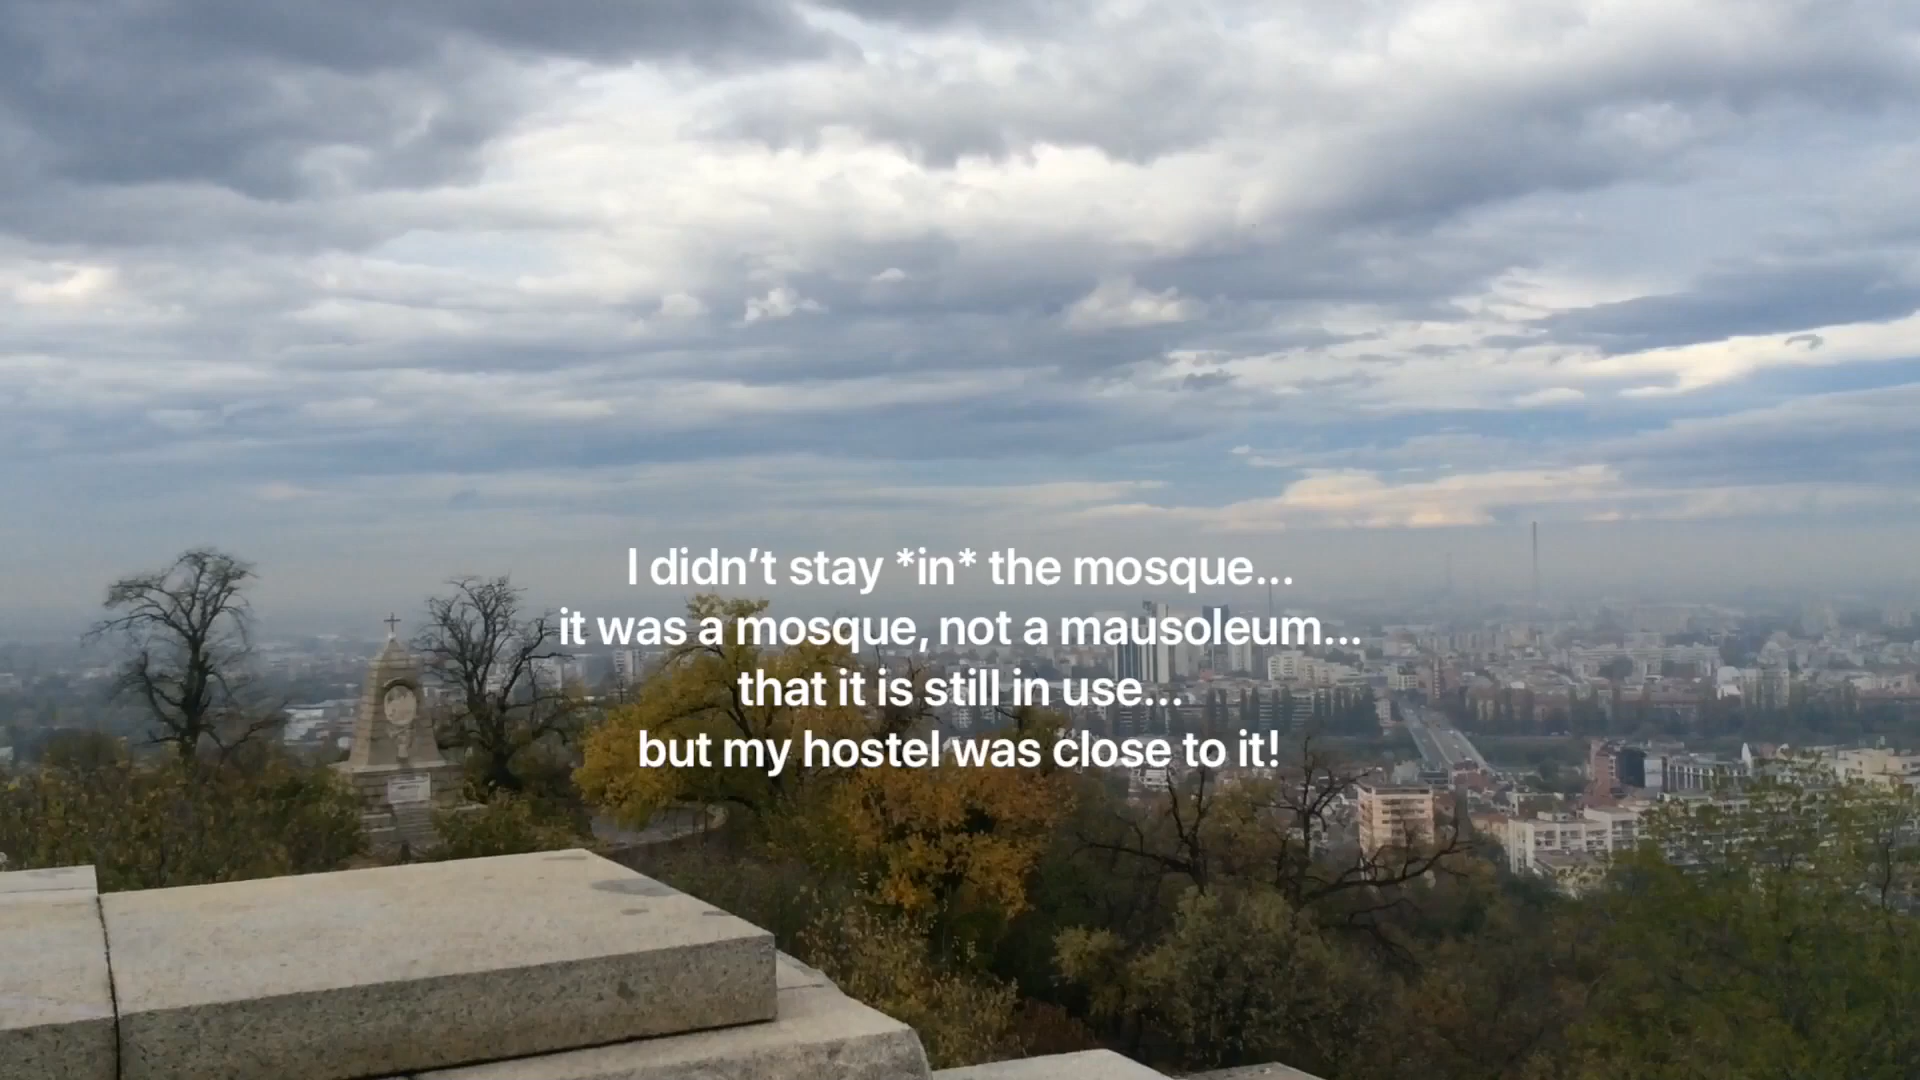 I didn’t stay *in* the mosque...
it was a mosque, not a mausoleum...
that it is still in use...
but my hostel was close to it!